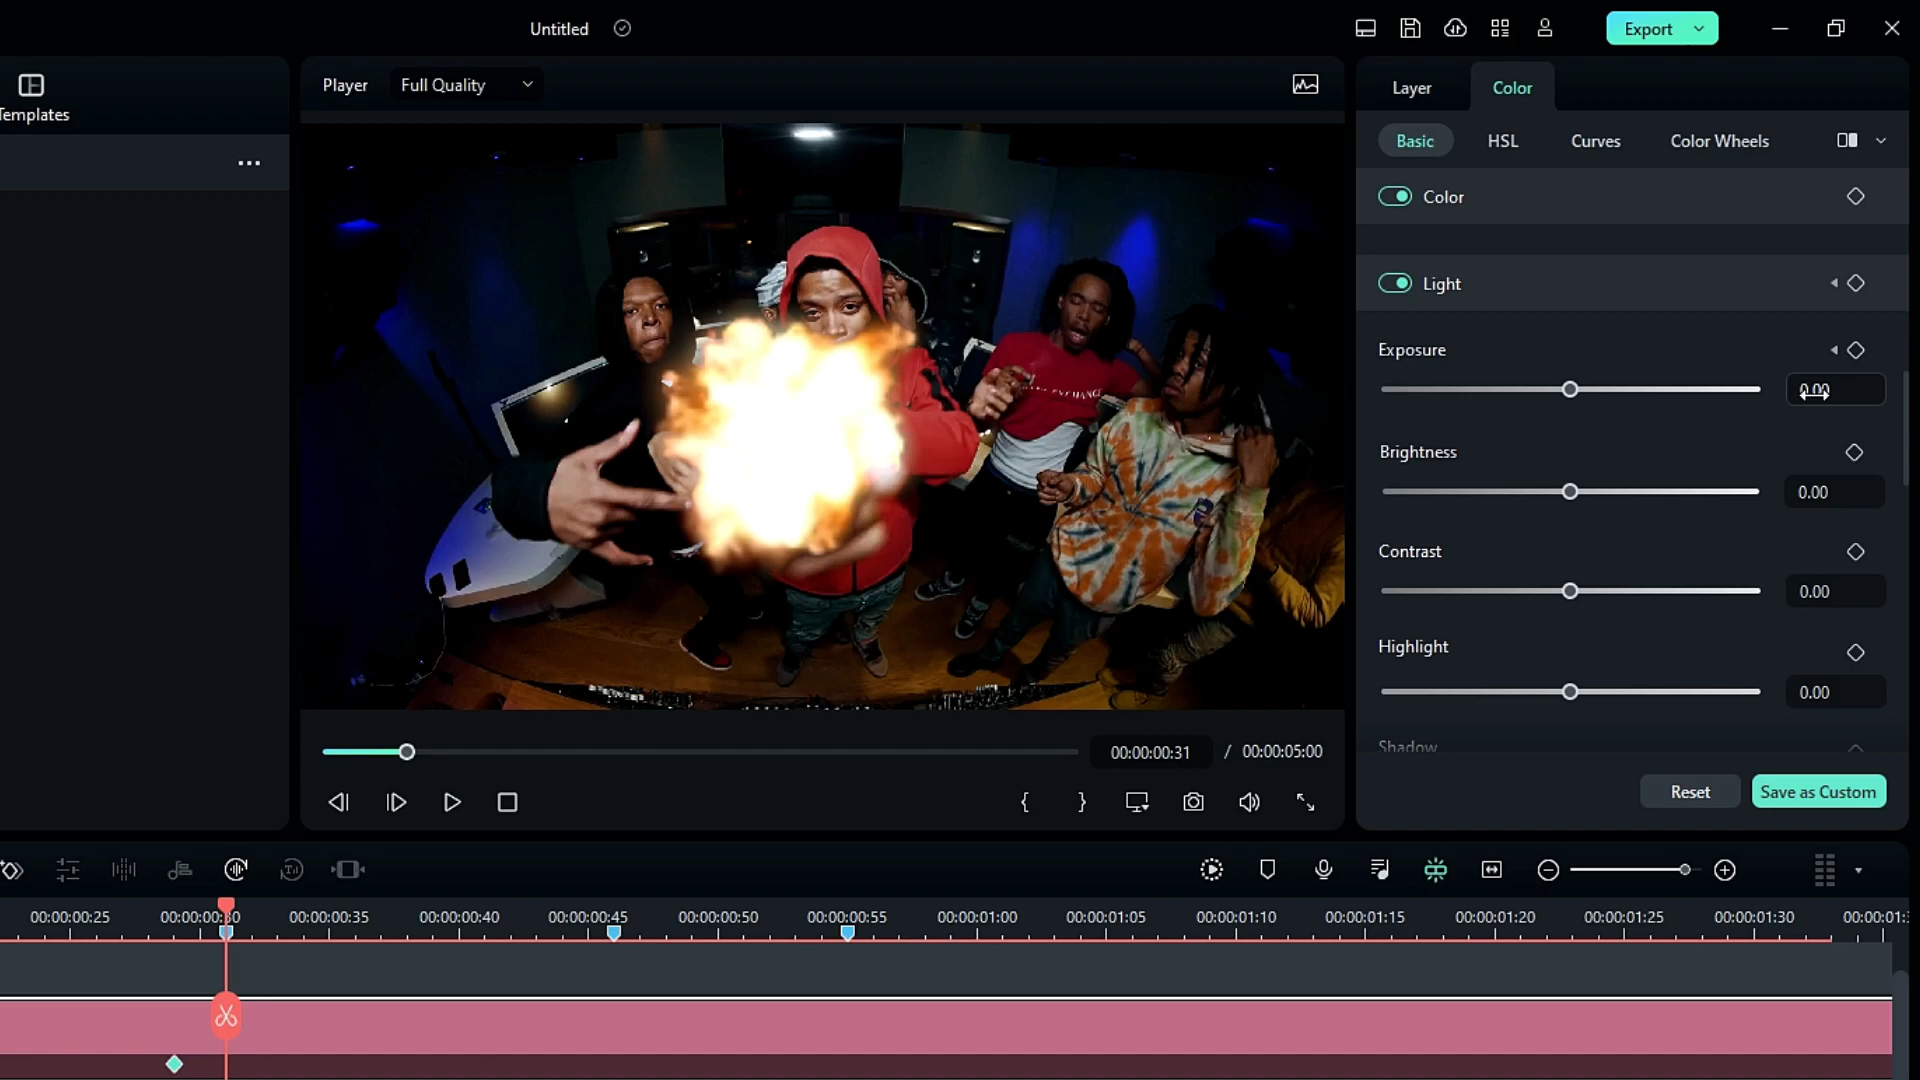 Untitled
Export
Templates
Player
Full Quality
Layer
Color
Basic
HSL
Curves
Color Wheels
Color
Light
Exposure
0.00
Brightness
0.00
Contrast
0.00
Highlight
0.00
Shadow
Reset
Save as Custom
00:00:00:31 / 00:00:05:00
00:00:00:25
00:00:00:30
00:00:00:35
00:00:00:40
00:00:00:45
00:00:00:50
00:00:00:55
00:00:01:00
00:00:01:05
00:00:01:10
00:00:01:15
00:00:01:20
00:00:01:25
00:00:01:30